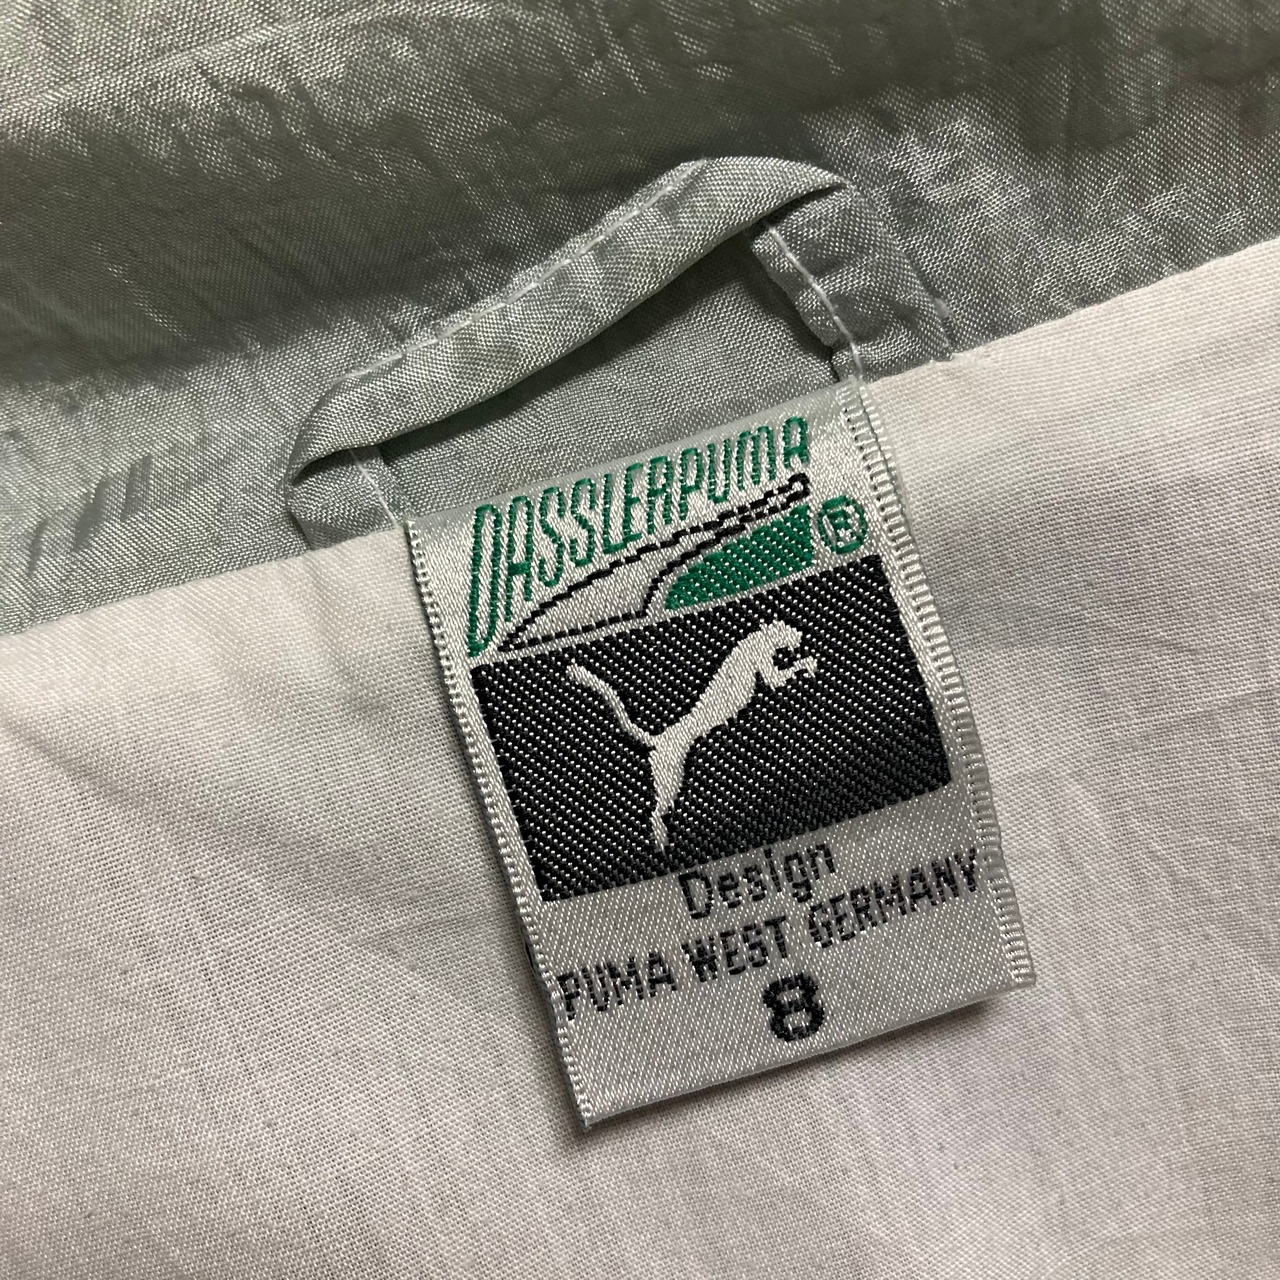 DASSLERPUMA
®
Design
PUMA WEST GERMANY
8